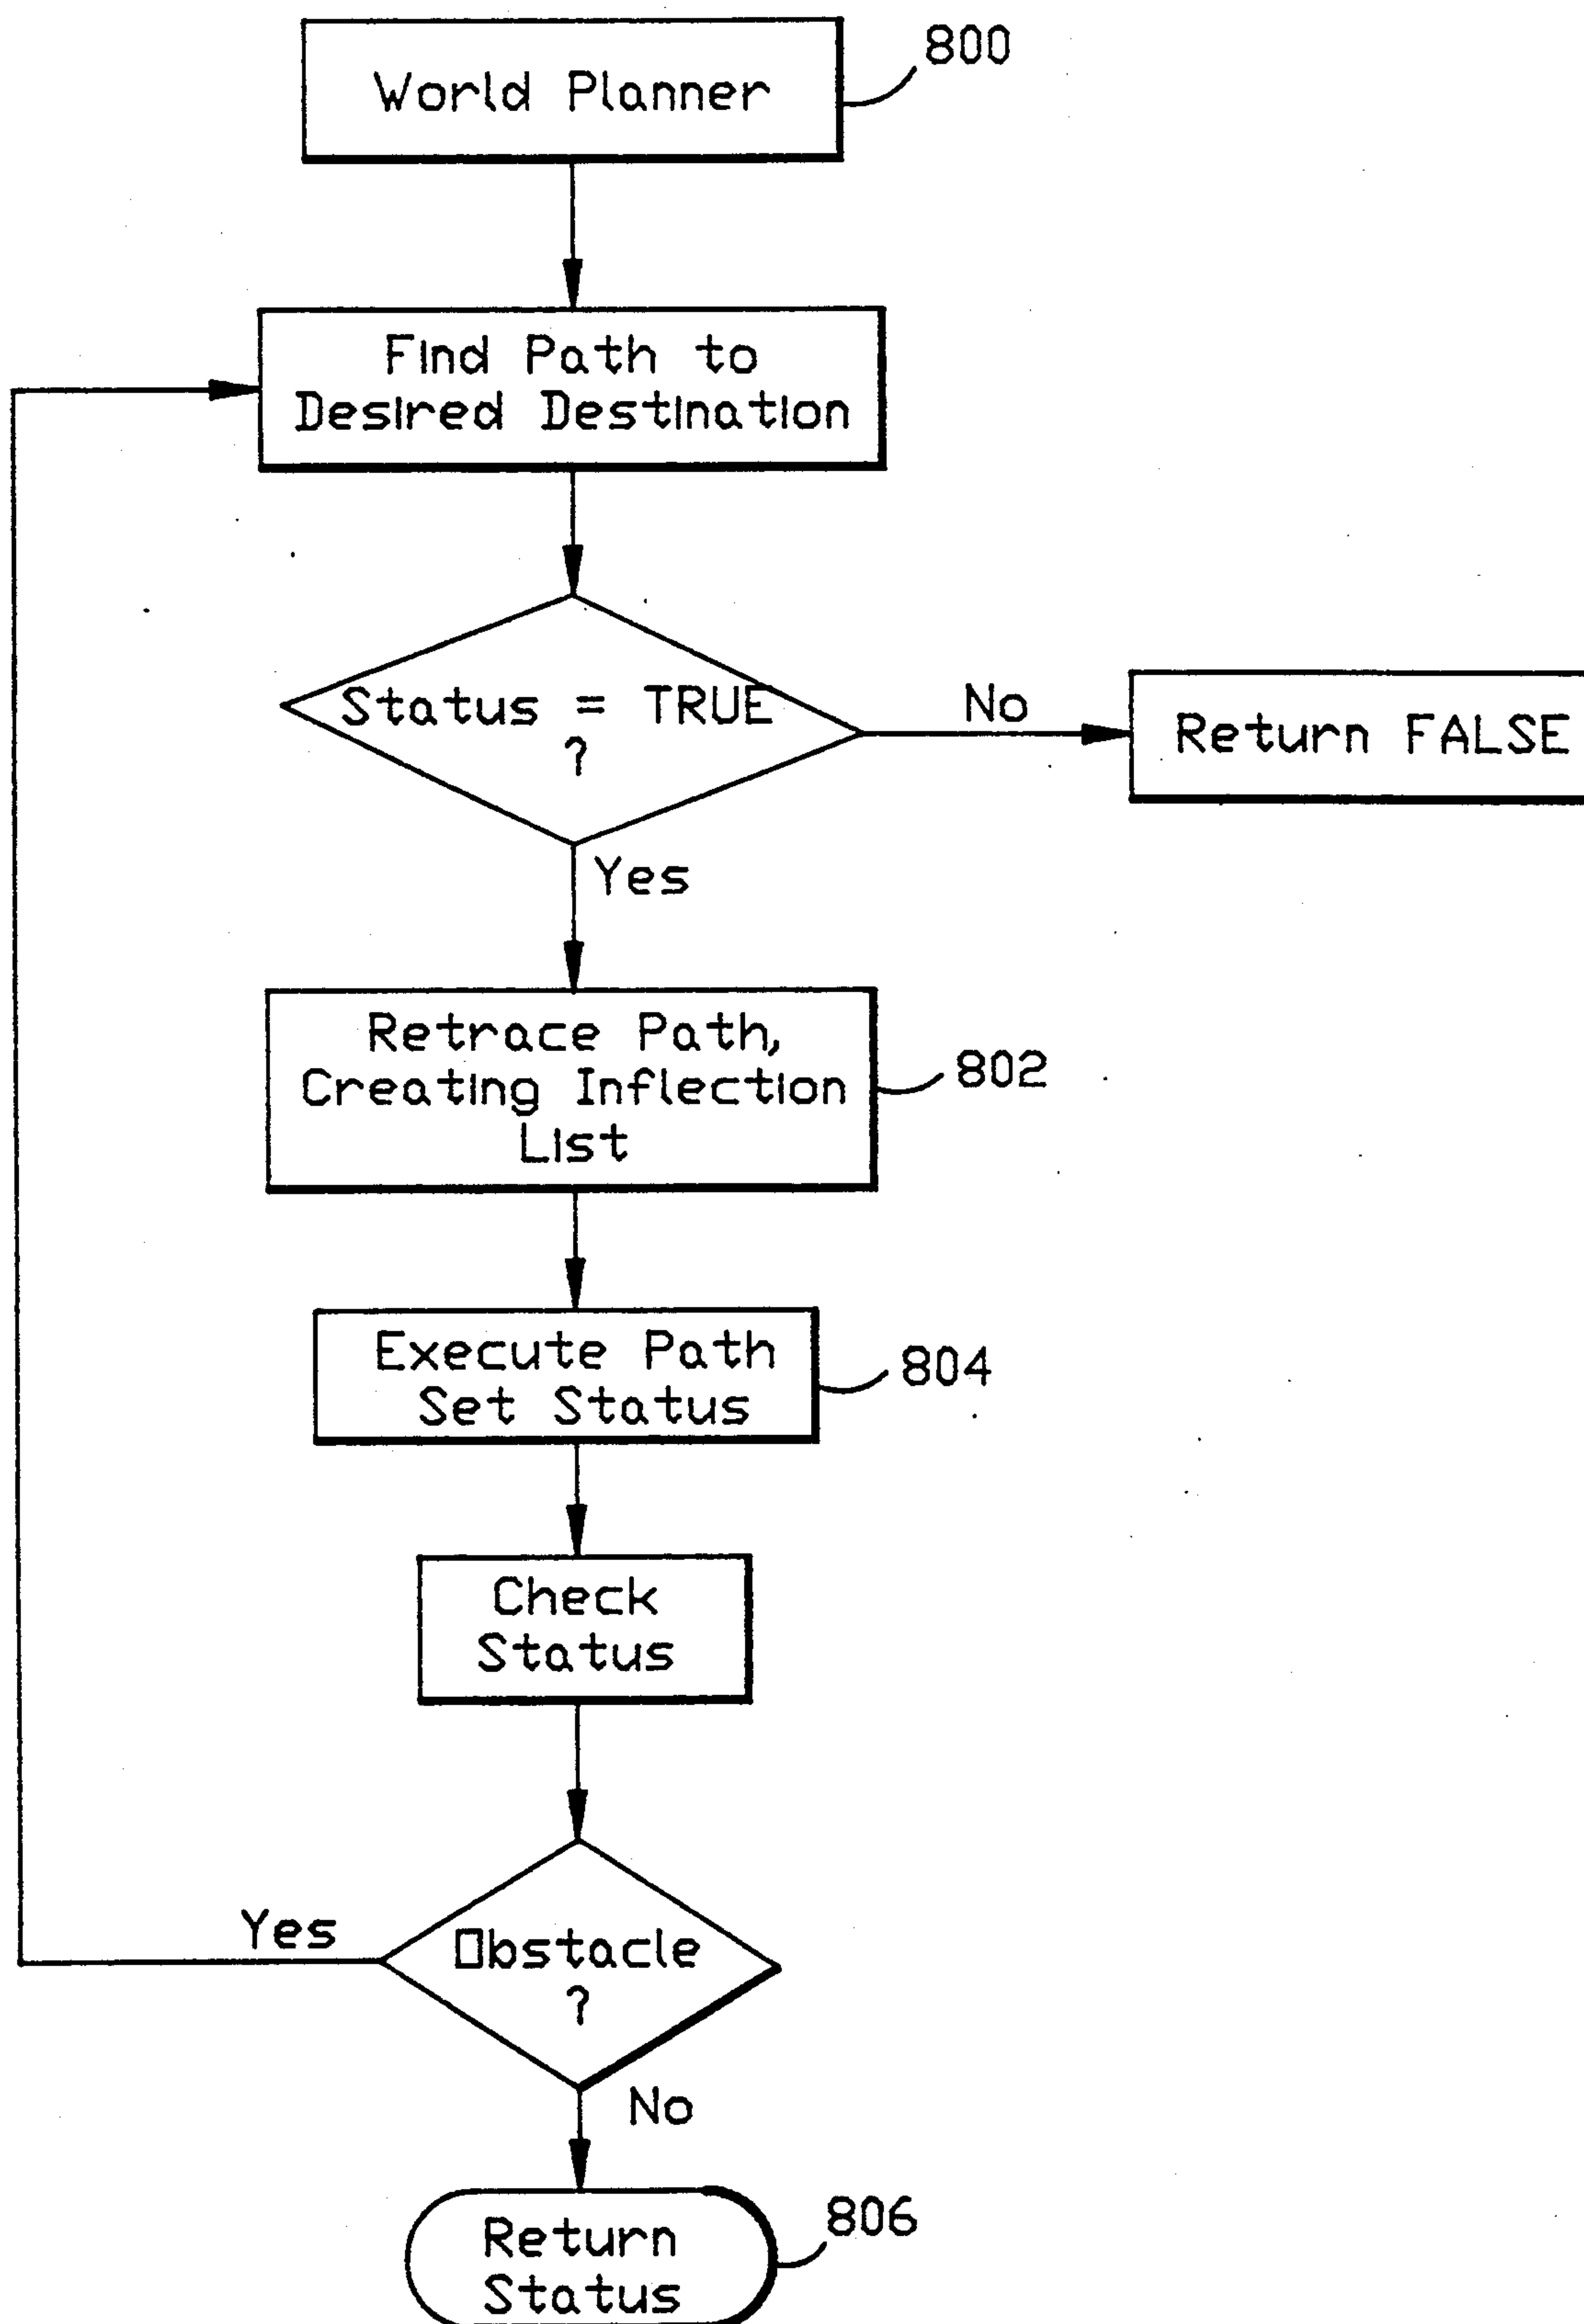 World Planner
800
Find Path to
Desired Destination
Status = TRUE
?
No
Return FALSE
Yes
Retrace Path,
Creating Inflection
List
802
Execute Path
Set Status
804
Check
Status
Yes
Obstacle
?
No
Return
Status
806